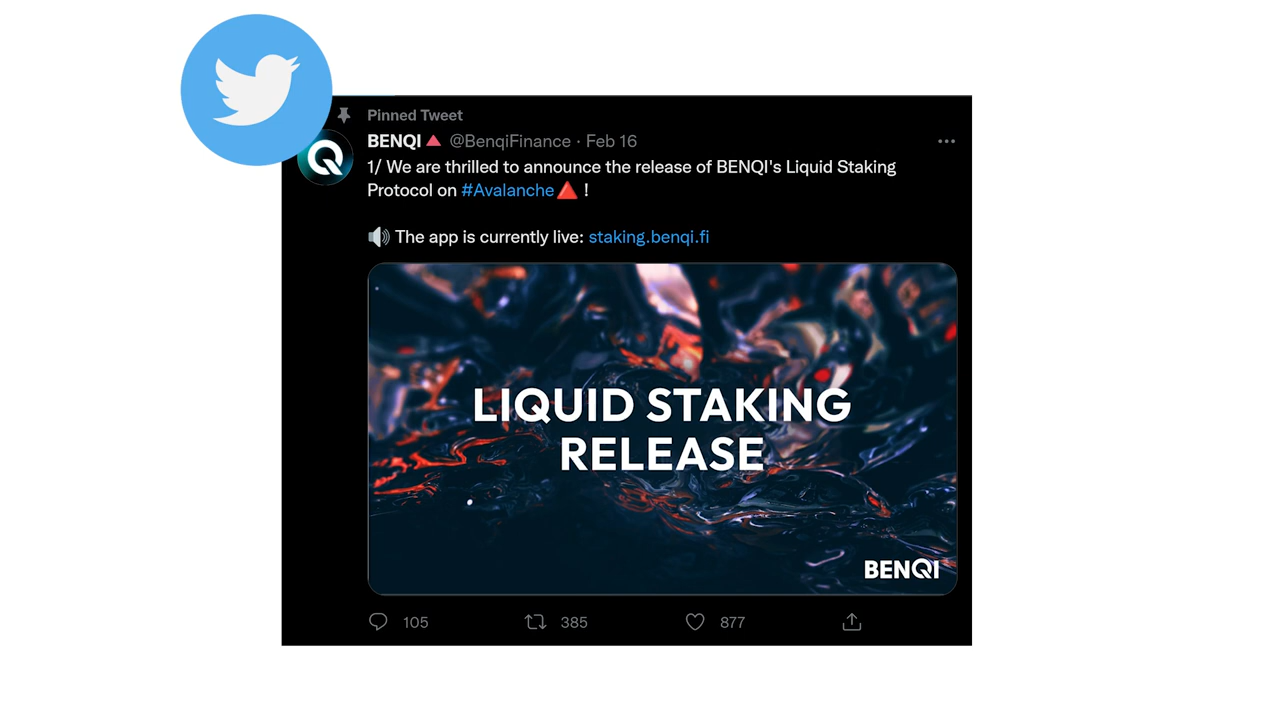 Pinned Tweet
BENQI🔺 @BenqiFinance · Feb 16
1/ We are thrilled to announce the release of BENQI's Liquid Staking
Protocol on #Avalanche🔺 !
🔊 The app is currently live: staking.benqi.fi
LIQUID STAKING
RELEASE
BENQI
105 385 877